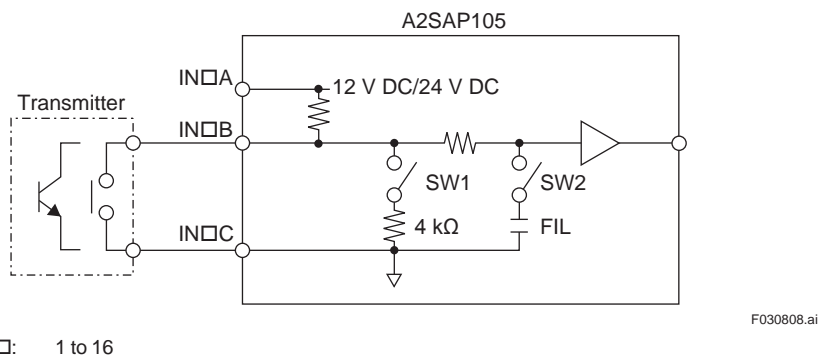 A2SAP105
IN□A
12 V DC/24 V DC
Transmitter
IN□B
SW1
SW2
IN□C
4 kΩ
FIL
F030808.ai
□: 1 to 16